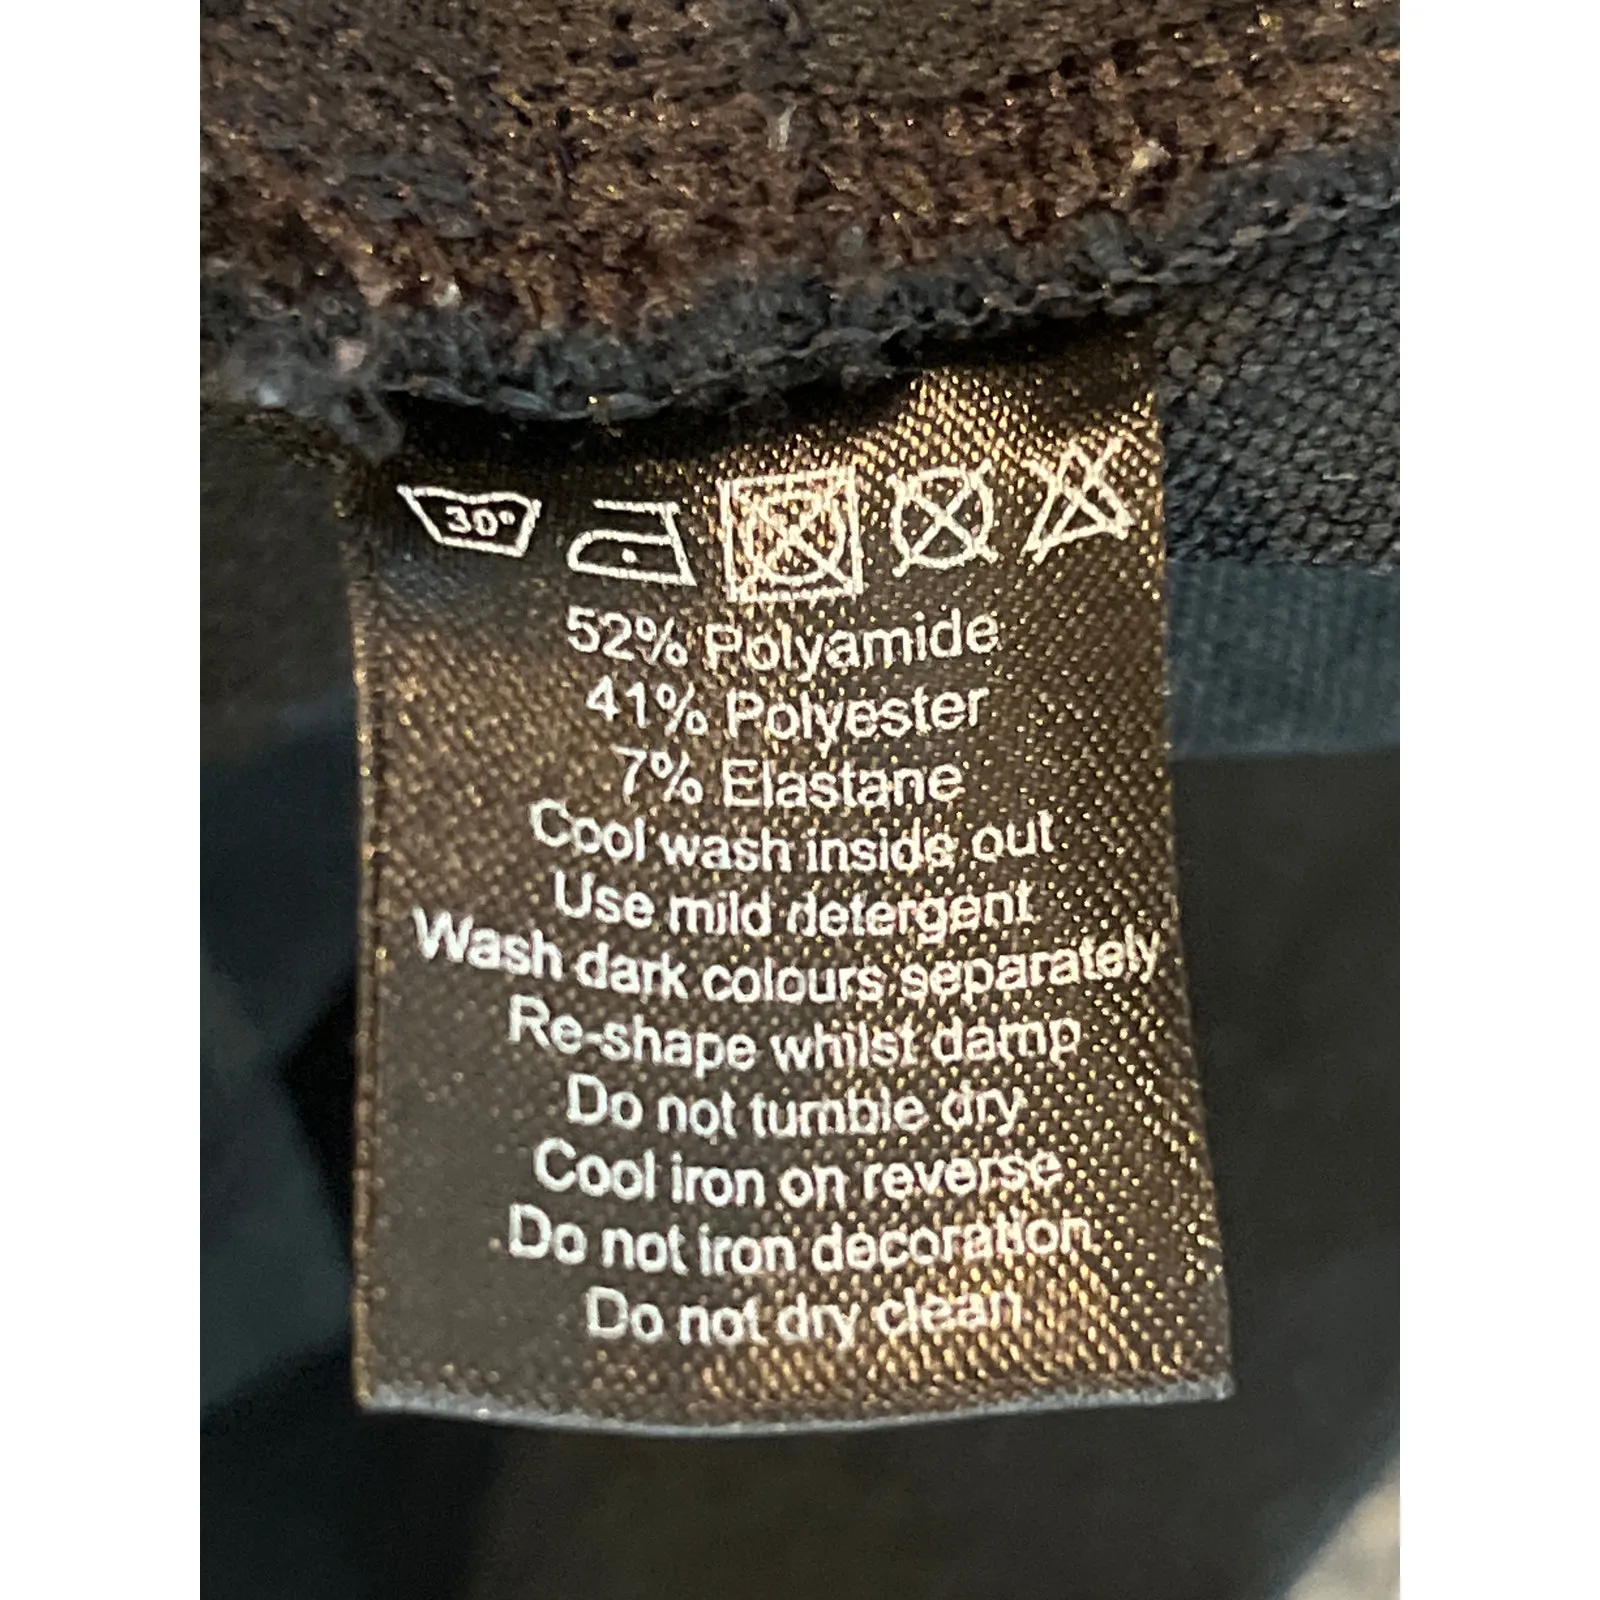 30°
52% Polyamide
41% Polyester
7% Elastane
Cool wash inside out
Use mild detergent
Wash dark colours separately
Re-shape whilst damp
Do not tumble dry
Cool iron on reverse
Do not iron decoration
Do not dry clean